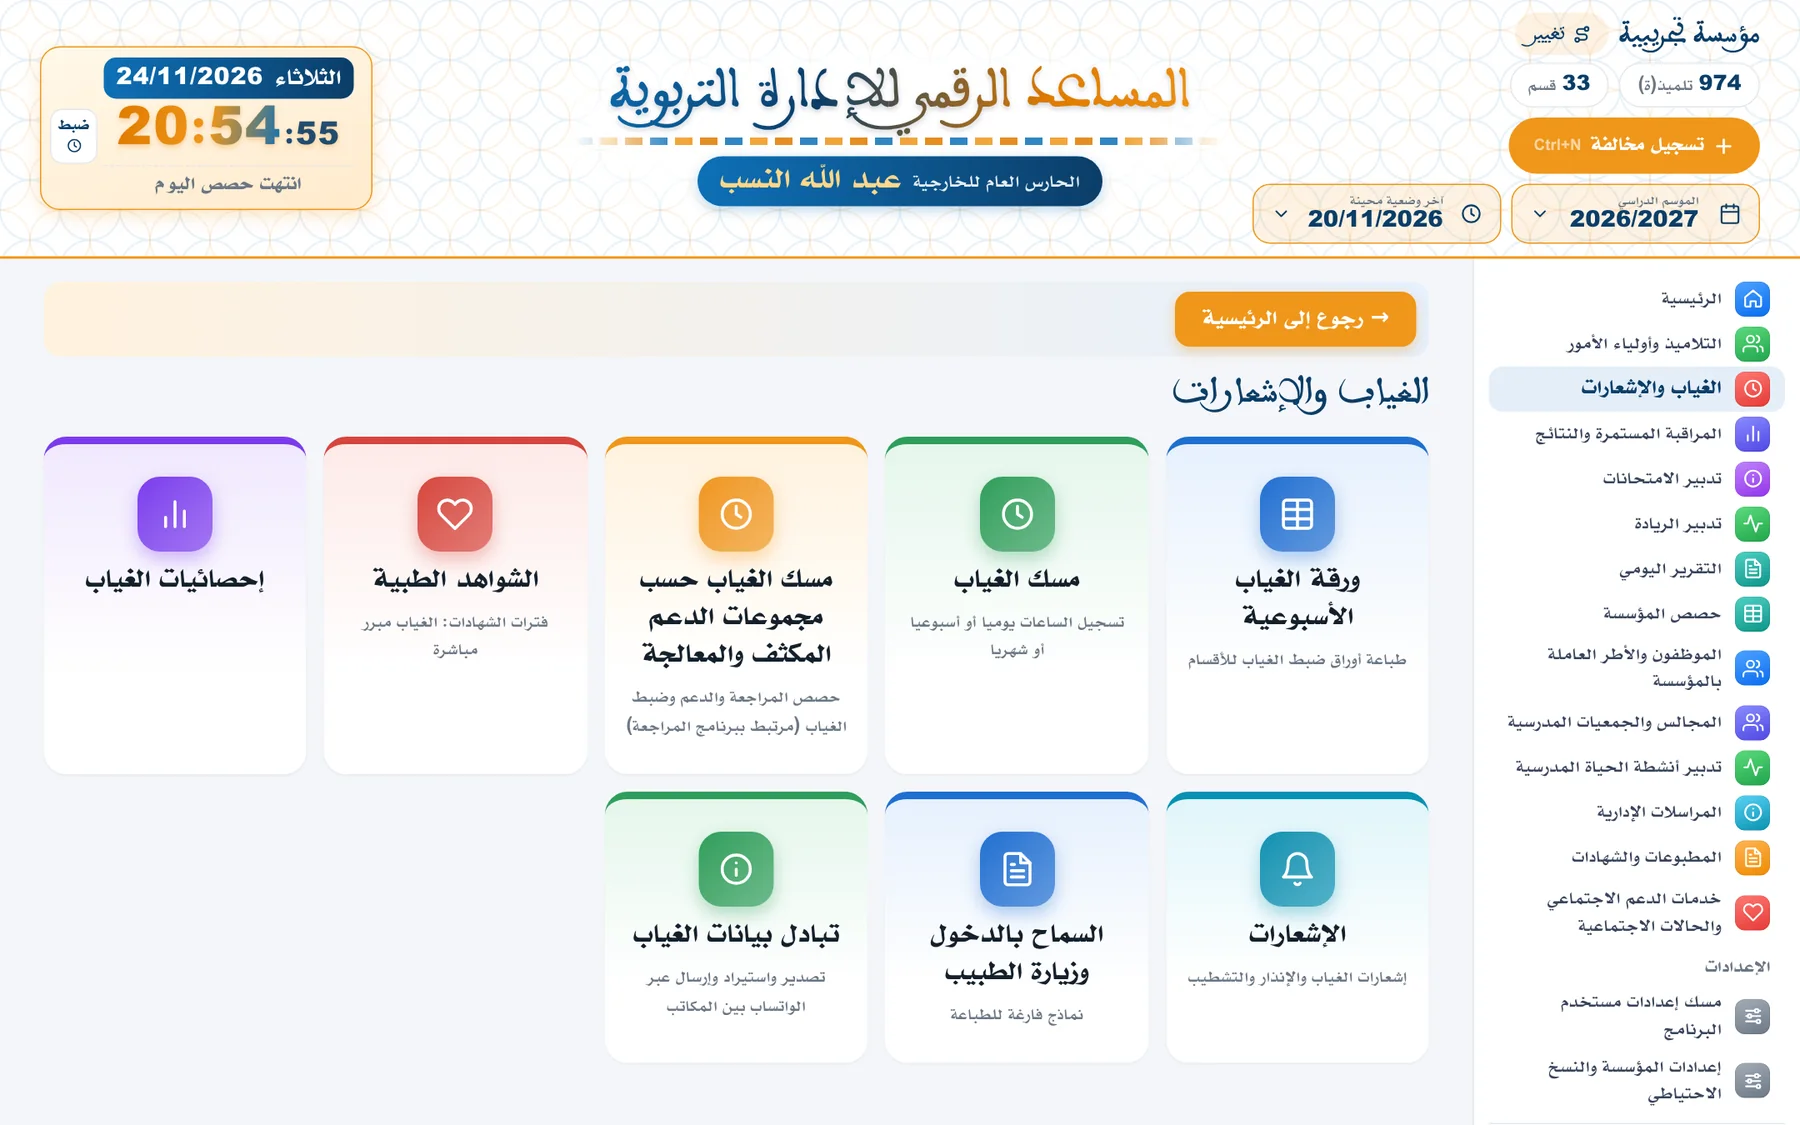 مؤسسة تجريبية
تغيير
974 تلميذ(ة)
33 قسم
+ تسجيل مخالفة Ctrl+N
الموسم الدراسي
2026/2027
آخر وضعية محينة
20/11/2026
المساعد الرقمي للإدارة التربوية
الحارس العام للخارجية عبد الله النسب
الثلاثاء 24/11/2026
20:54:55
ضبط
انتهت حصص اليوم
الرئيسية
التلاميذ وأولياء الأمور
الغياب والإشعارات
المراقبة المستمرة والنتائج
تدبير الامتحانات
تدبير الريادة
التقرير اليومي
حصص المؤسسة
الموظفون والأطر العاملة
بالمؤسسة
المجالس والجمعيات المدرسية
تدبير أنشطة الحياة المدرسية
المراسلات الإدارية
المطبوعات والشهادات
خدمات الدعم الاجتماعي
والحالات الاجتماعية
الإعدادات
مسك إعدادات مستخدم
البرنامج
إعدادات المؤسسة والنسخ
الاحتياطي
→ رجوع إلى الرئيسية
الغياب والإشعارات
ورقة الغياب
الأسبوعية
طباعة أوراق ضبط الغياب للأقسام
مسك الغياب
تسجيل الساعات يوميا أو أسبوعيا
أو شهريا
مسك الغياب حسب
مجموعات الدعم
المكثف والمعالجة
حصص المراجعة والدعم وضبط
الغياب (مرتبط ببرنامج المراجعة)
الشواهد الطبية
فترات الشهادات: الغياب مبرر
مباشرة
إحصائيات الغياب
الإشعارات
إشعارات الغياب والإنذار والتشطيب
السماح بالدخول
وزيارة الطبيب
نماذج فارغة للطباعة
تبادل بيانات الغياب
تصدير واستيراد وإرسال عبر
الواتساب بين المكاتب